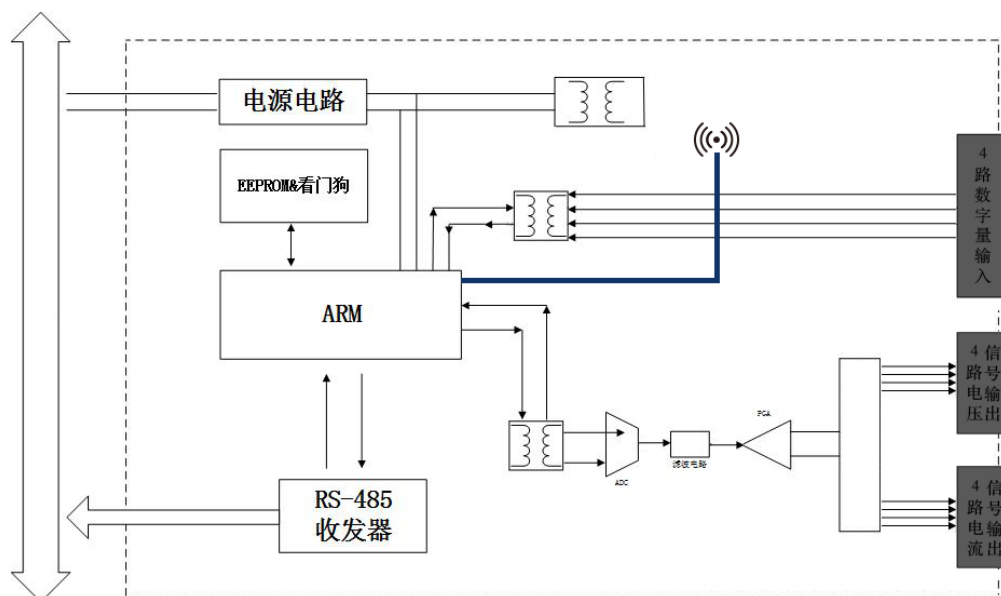 电源电路
EEPROM&看门狗
ARM
RS-485
收发器
ADC
滤波电路
PGA
4路数字量输入
4路电压
信号输出
4路电流
信号输出